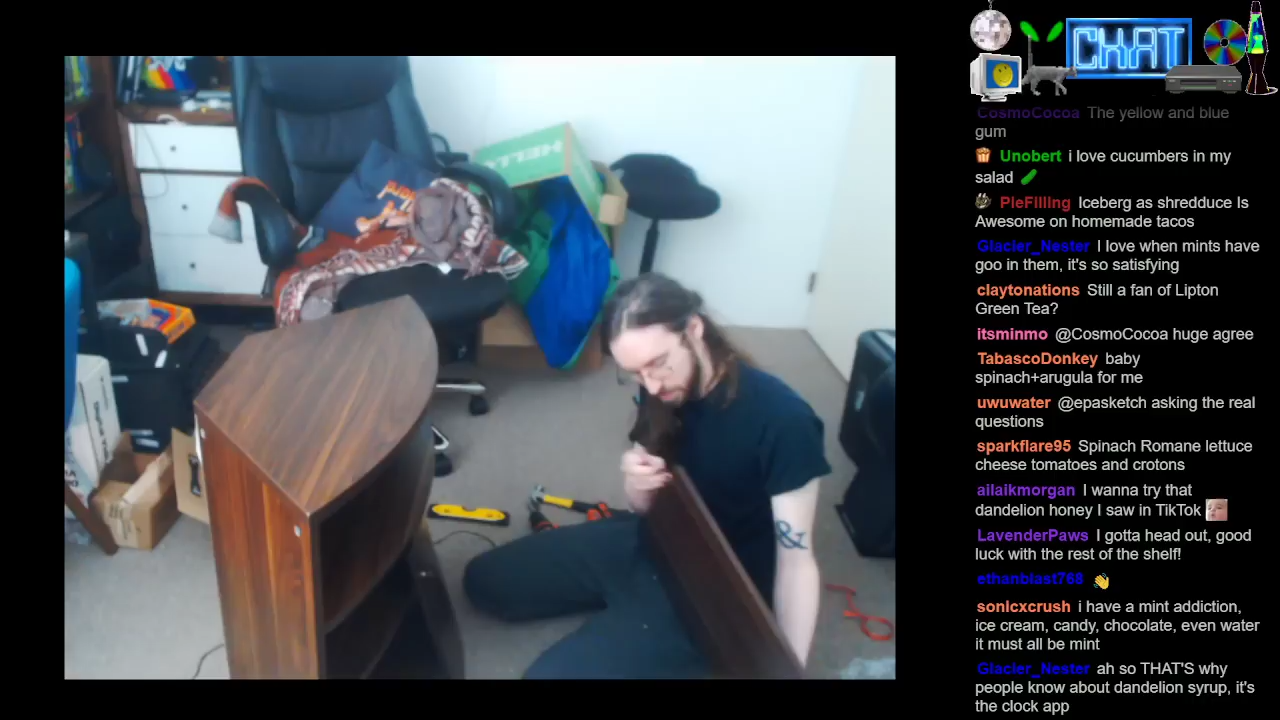 CHAT
CosmoCocoa The yellow and blue
gum
Unobert i love cucumbers in my
salad
PieFilling Iceberg as shredduce Is
Awesome on homemade tacos
Glacier_Nester I love when mints have
goo in them, it's so satisfying
claytonations Still a fan of Lipton
Green Tea?
itsminmo @CosmoCocoa huge agree
TabascoDonkey baby
spinach+arugula for me
uwuwater @epasketch asking the real
questions
sparkflare95 Spinach Romane lettuce
cheese tomatoes and crotons
ailaikmorgan I wanna try that
dandelion honey I saw in TikTok
LavenderPaws I gotta head out, good
luck with the rest of the shelf!
ethanblast768
sonicxcrush i have a mint addiction,
ice cream, candy, chocolate, even water
it must all be mint
Glacier_Nester ah so THAT'S why
people know about dandelion syrup, it's
the clock app
&